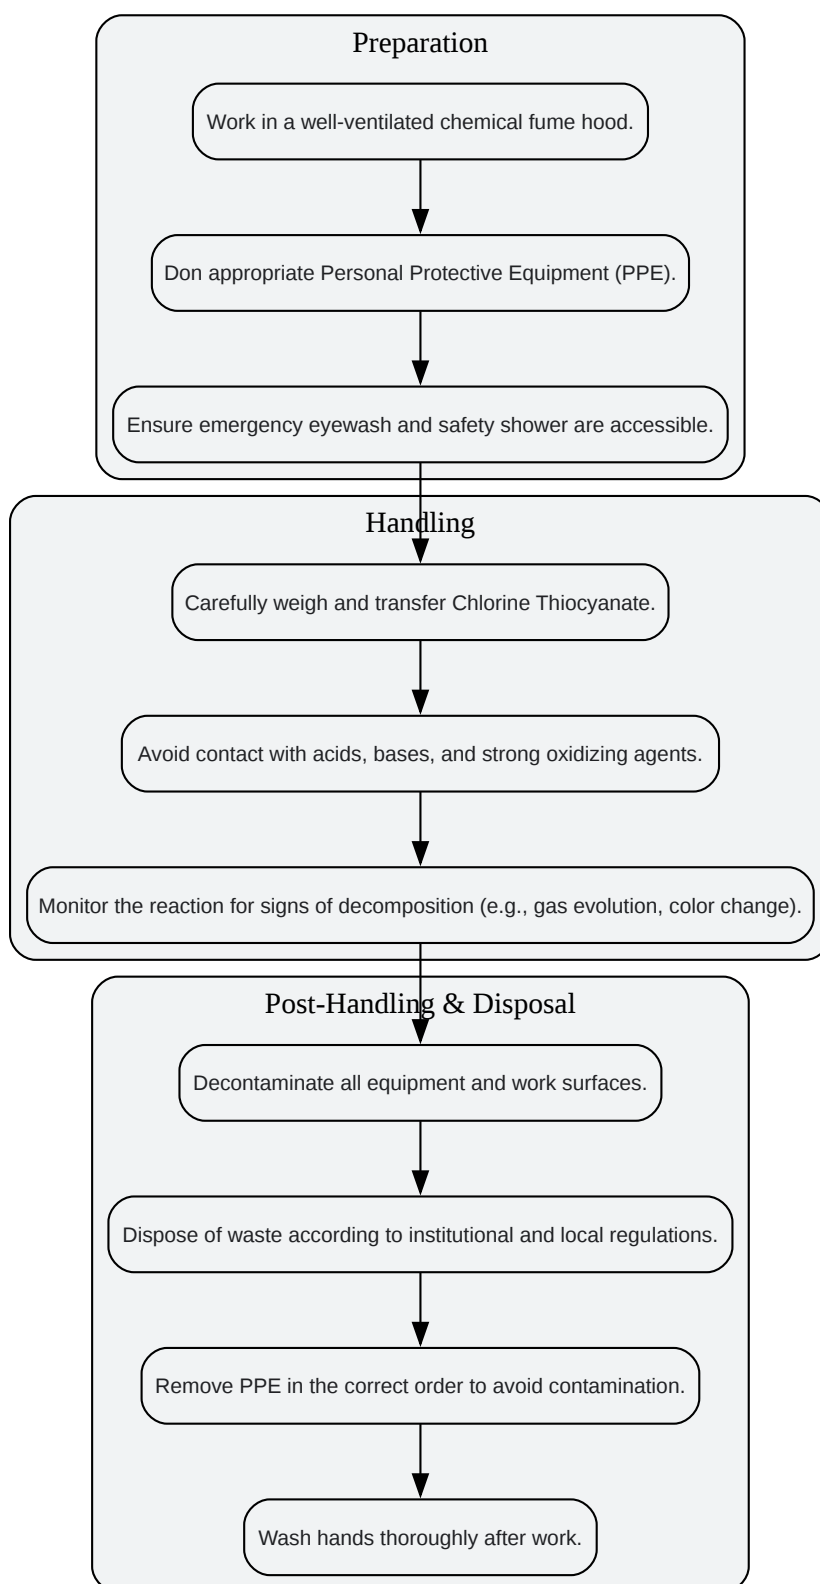 Preparation
Work in a well-ventilated chemical fume hood.
Don appropriate Personal Protective Equipment (PPE).
Ensure emergency eyewash and safety shower are accessible.
Handling
Carefully weigh and transfer Chlorine Thiocyanate.
Avoid contact with acids, bases, and strong oxidizing agents.
Monitor the reaction for signs of decomposition (e.g., gas evolution, color change).
Post-Handling & Disposal
Decontaminate all equipment and work surfaces.
Dispose of waste according to institutional and local regulations.
Remove PPE in the correct order to avoid contamination.
Wash hands thoroughly after work.